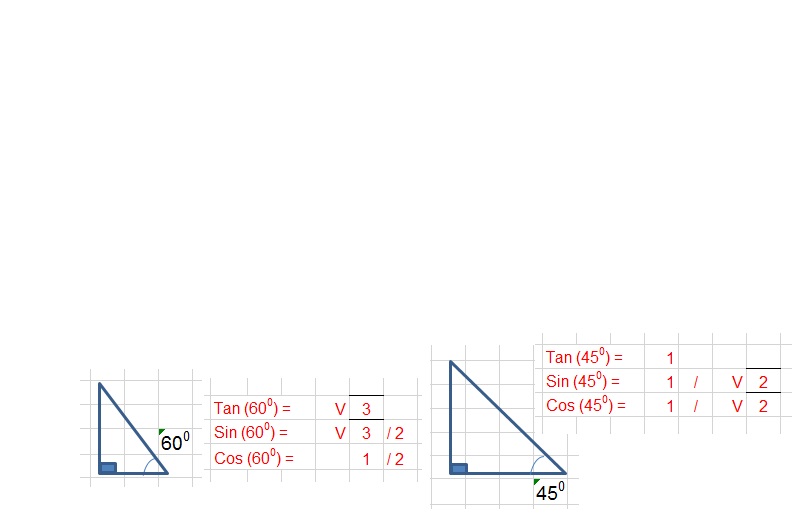 60⁰
Tan (60⁰) = V 3
Sin (60⁰) = V 3 / 2
Cos (60⁰) = 1 / 2
Tan (45⁰) = 1
Sin (45⁰) = 1 / V 2
Cos (45⁰) = 1 / V 2
45⁰